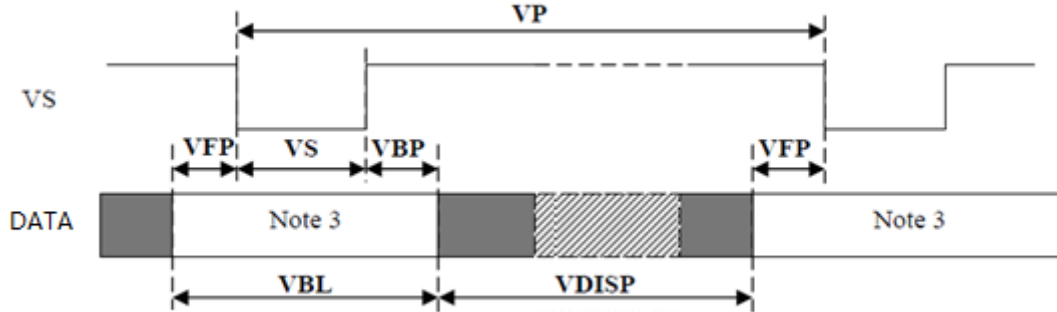 VP
VS
VFP VS VBP VFP
DATA Note 3 Note 3
VBL VDISP